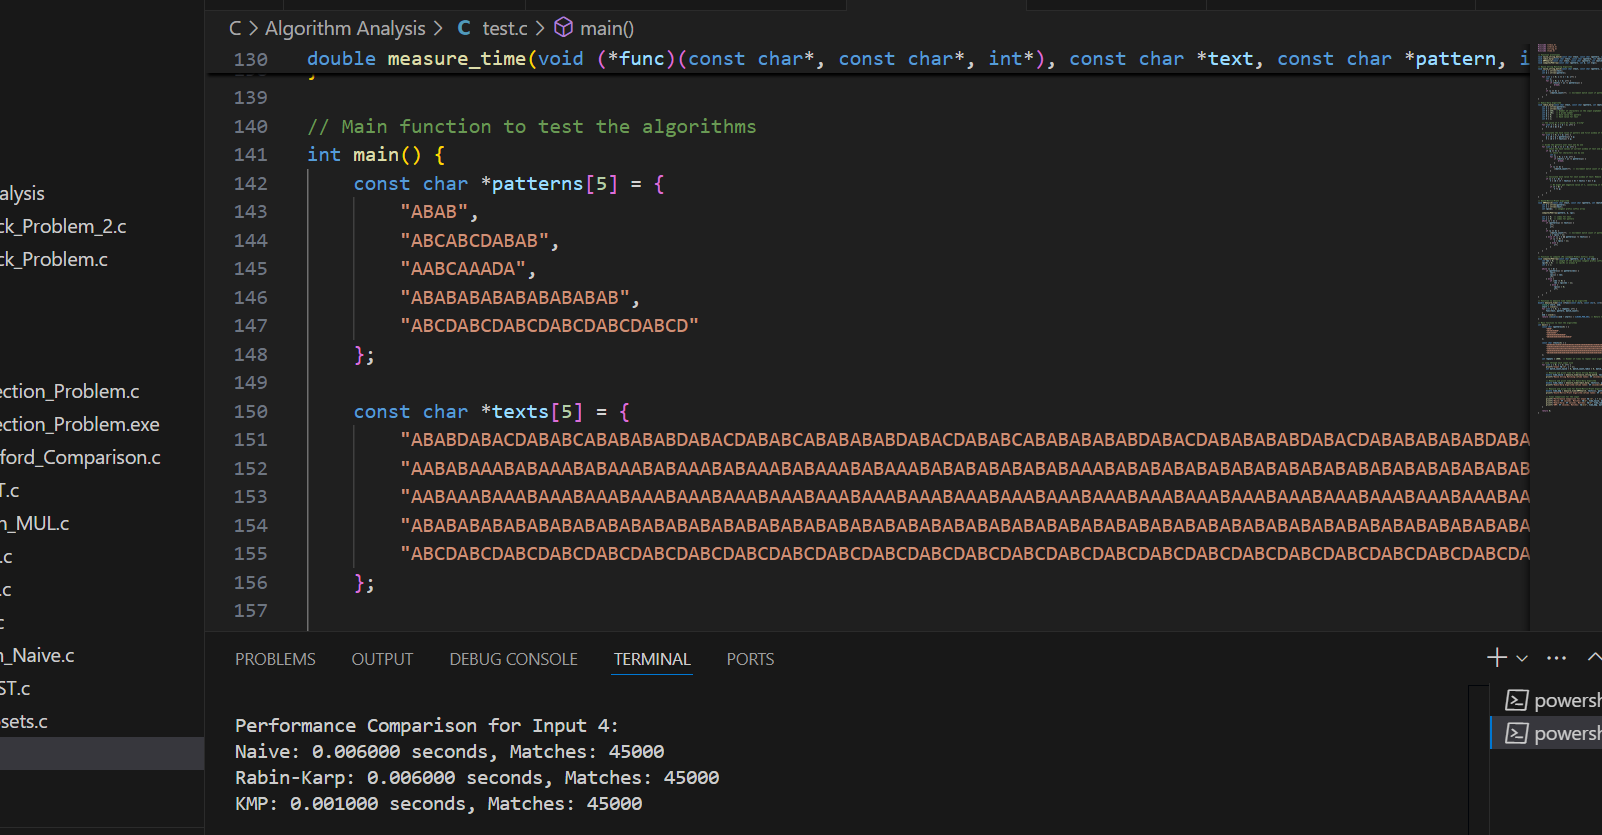 C > Algorithm Analysis > C test.c > main()
130 double measure_time(void (*func)(const char*, const char*, int*), const char *text, const char *pattern, i
139
140 // Main function to test the algorithms
141 int main() {
142 const char *patterns[5] = {
143 "ABAB",
144 "ABCABCDABAB",
145 "AABCAAADA",
146 "ABABABABABABABABAB",
147 "ABCDABCDABCDABCDABCDABCD"
148 };
149
150 const char *texts[5] = {
151 "ABABDABACDABABCABABABABDABACDABABCABABABABDABACDABABCABABABABABDABACDABABABABDABACDABABABABABDABA
152 "AABABAAABABAAABABAAABABAAABABAAABABAAABABAAABABABABABABABAAABABABABABABABABABABABABABABABABABABAB
153 "AABAAABAAABAAABAAABAAABAAABAAABAAABAAABAAABAAABAAABAAABAAABAAABAAABAAABAAABAAABAAABAAABAAABAAABAA
154 "ABABABABABABABABABABABABABABABABABABABABABABABABABABABABABABABABABABABABABABABABABABABABABABABABA
155 "ABCDABCDABCDABCDABCDABCDABCDABCDABCDABCDABCDABCDABCDABCDABCDABCDABCDABCDABCDABCDABCDABCDABCDABCDA
156 };
157
alysis
ck_Problem_2.c
ck_Problem.c
ection_Problem.c
ection_Problem.exe
ford_Comparison.c
T.c
n_MUL.c
.c
.c
c
n_Naive.c
ST.c
sets.c
PROBLEMS OUTPUT DEBUG CONSOLE TERMINAL PORTS
Performance Comparison for Input 4:
Naive: 0.006000 seconds, Matches: 45000
Rabin-Karp: 0.006000 seconds, Matches: 45000
KMP: 0.001000 seconds, Matches: 45000
powersh
powersh